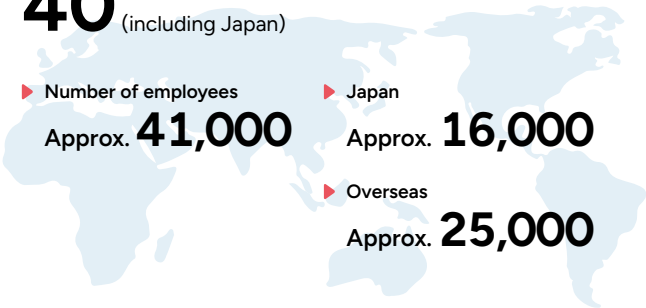 40 (including Japan)
Number of employees
Approx. 41,000
Japan
Approx. 16,000
Overseas
Approx. 25,000